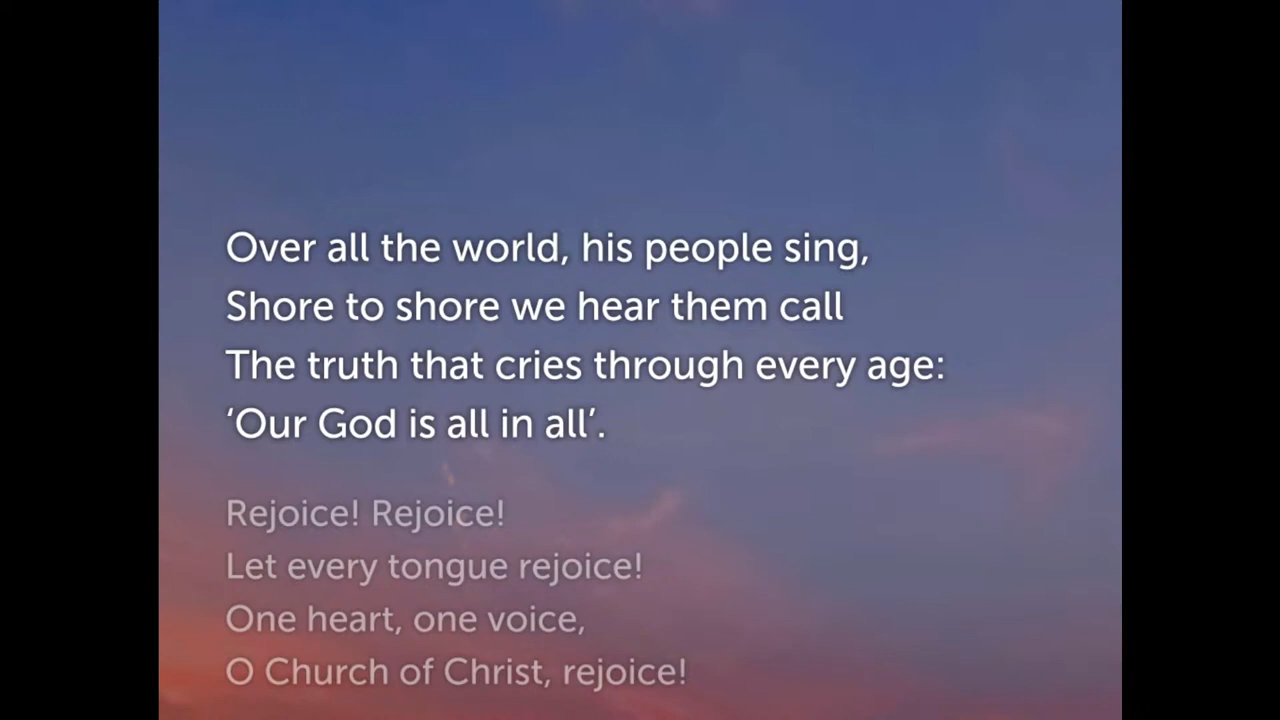 Over all the world, his people sing,
Shore to shore we hear them call
The truth that cries through every age:
‘Our God is all in all’.
Rejoice! Rejoice!
Let every tongue rejoice!
One heart, one voice,
O Church of Christ, rejoice!